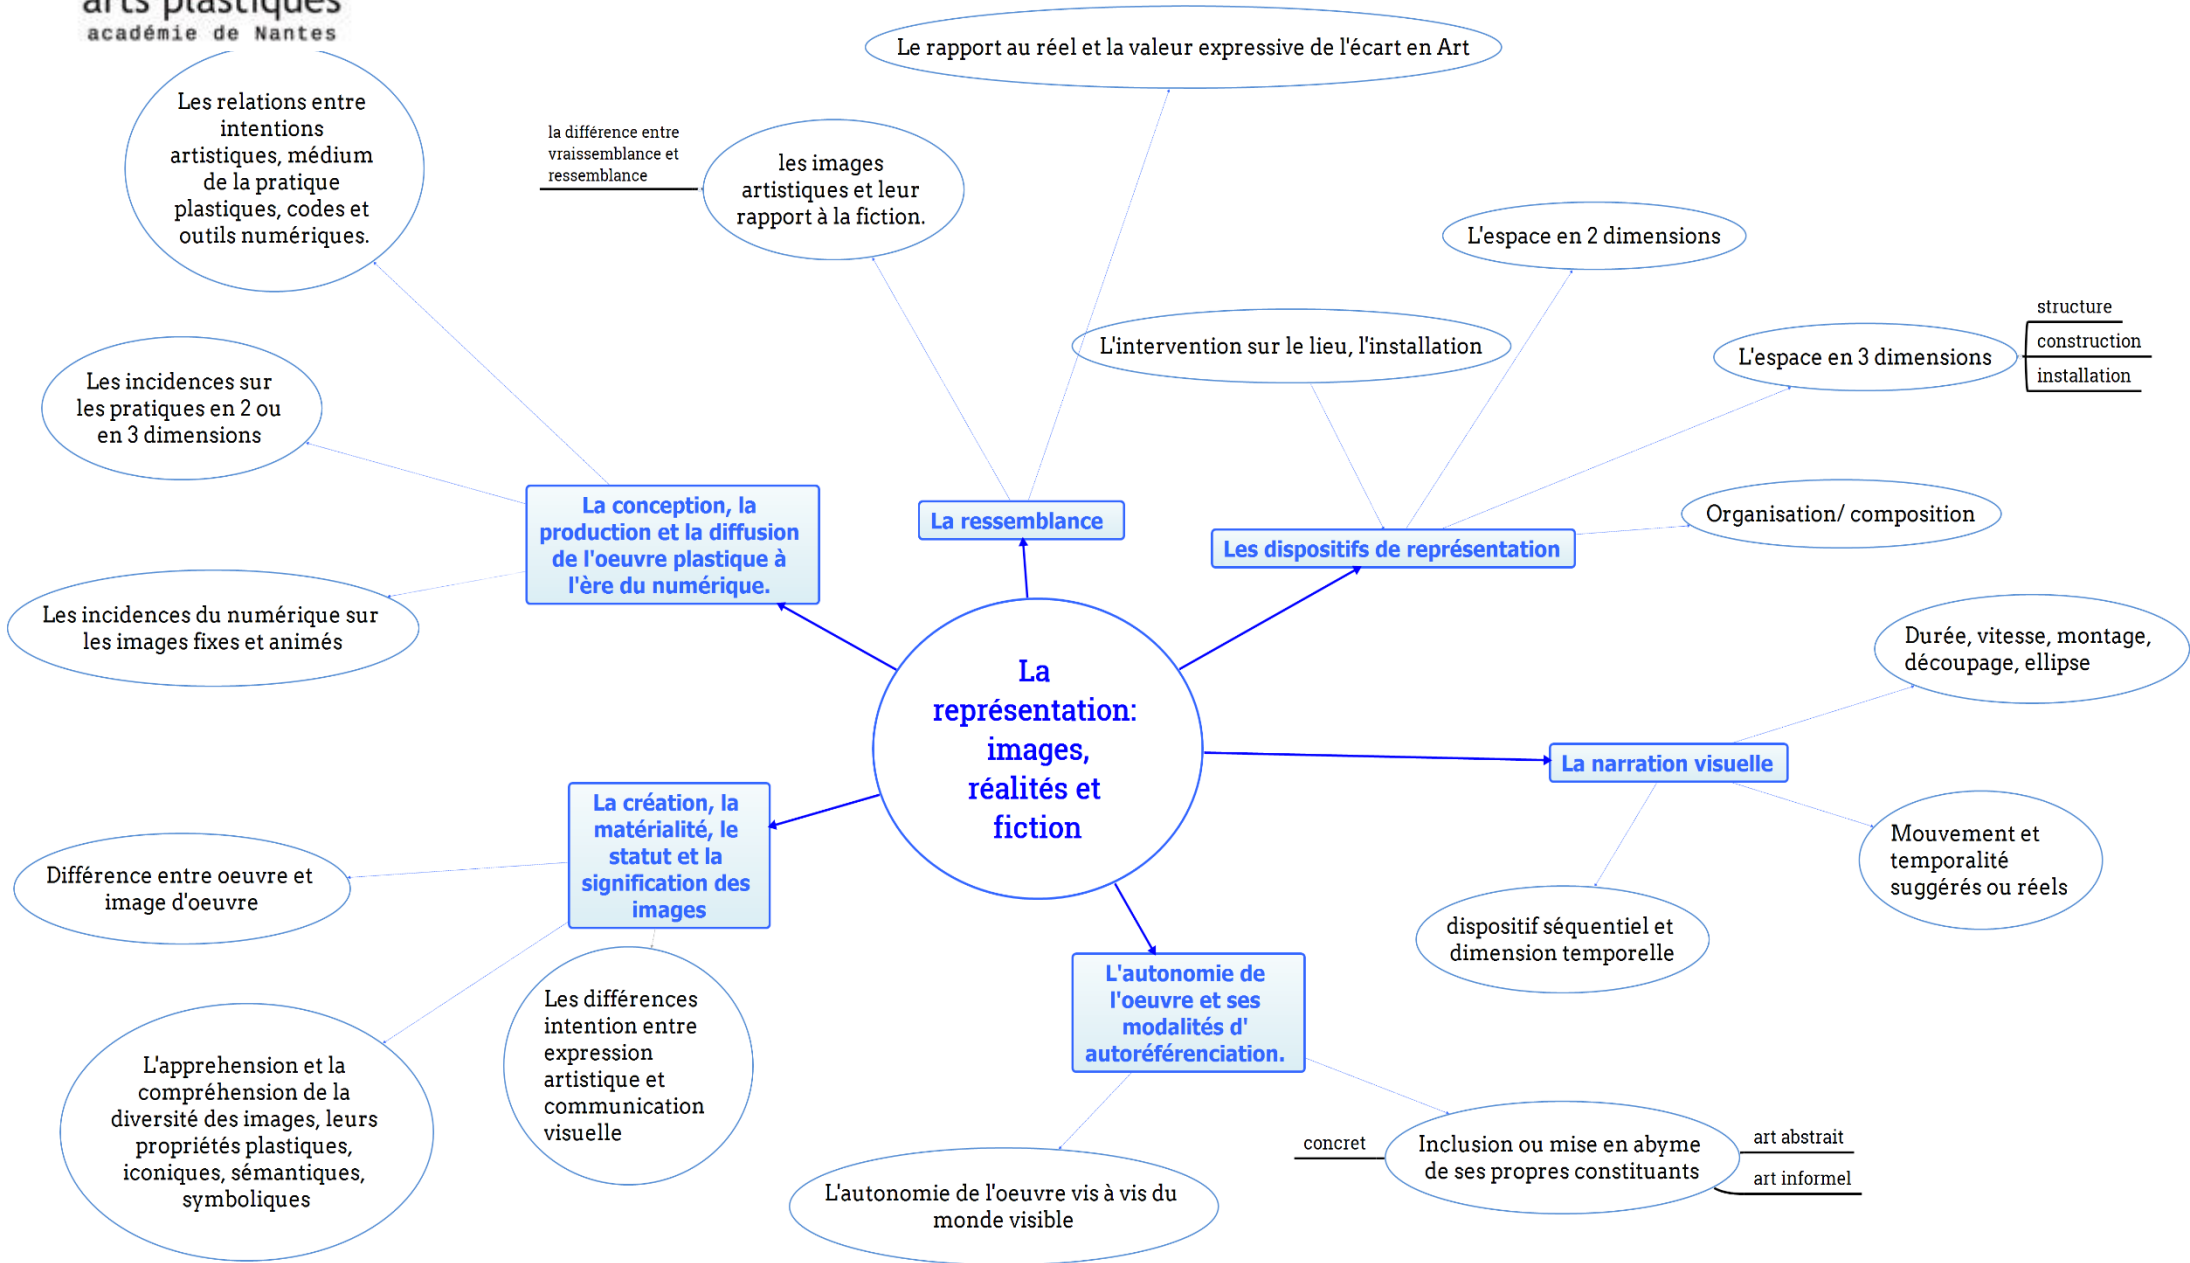 arts plastiques
académie de Nantes
Le rapport au réel et la valeur expressive de l'écart en Art
Les relations entre
intentions
artistiques, médium
de la pratique
plastiques, codes et
outils numériques.
la différence entre
vraissemblance et
ressemblance
les images
artistiques et leur
rapport à la fiction.
L'espace en 2 dimensions
L'intervention sur le lieu, l'installation
L'espace en 3 dimensions
structure
construction
installation
Les incidences sur
les pratiques en 2 ou
en 3 dimensions
La conception, la
production et la diffusion
de l'oeuvre plastique à
l'ère du numérique.
La ressemblance
Les dispositifs de représentation
Organisation/ composition
Les incidences du numérique sur
les images fixes et animés
La
représentation:
images,
réalités et
fiction
Durée, vitesse, montage,
découpage, ellipse
La narration visuelle
Mouvement et
temporalité
suggérés ou réels
dispositif séquentiel et
dimension temporelle
La création, la
matérialité, le
statut et la
signification des
images
Différence entre oeuvre et
image d'oeuvre
Les différences
intention entre
expression
artistique et
communication
visuelle
L'apprehension et la
compréhension de la
diversité des images, leurs
propriétés plastiques,
iconiques, sémantiques,
symboliques
L'autonomie de
l'oeuvre et ses
modalités d'
autoréférenciation.
L'autonomie de l'oeuvre vis à vis du
monde visible
concret
Inclusion ou mise en abyme
de ses propres constituants
art abstrait
art informel